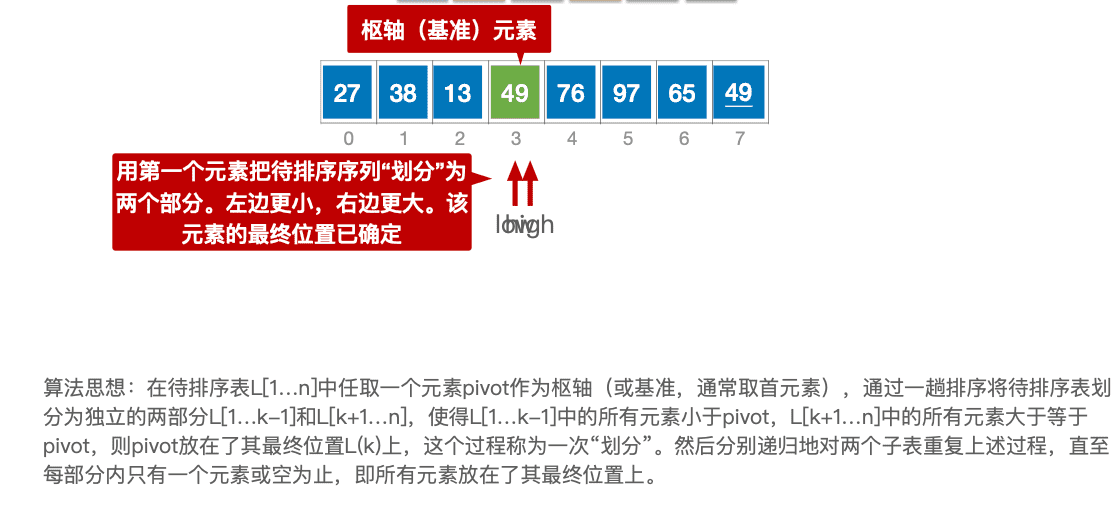 枢轴（基准）元素
27 38 13 49 76 97 65 49
0 1 2 3 4 5 6 7
用第一个元素把待排序序列“划分”为
两个部分。左边更小，右边更大。该
元素的最终位置已确定
low high
算法思想：在待排序表L[1…n]中任取一个元素pivot作为枢轴（或基准，通常取首元素），通过一趟排序将待排序表划
分为独立的两部分L[1…k−1]和L[k+1…n]，使得L[1…k−1]中的所有元素小于pivot，L[k+1…n]中的所有元素大于等于
pivot，则pivot放在了其最终位置L(k)上，这个过程称为一次“划分”。然后分别递归地对两个子表重复上述过程，直至
每部分内只有一个元素或空为止，即所有元素放在了其最终位置上。